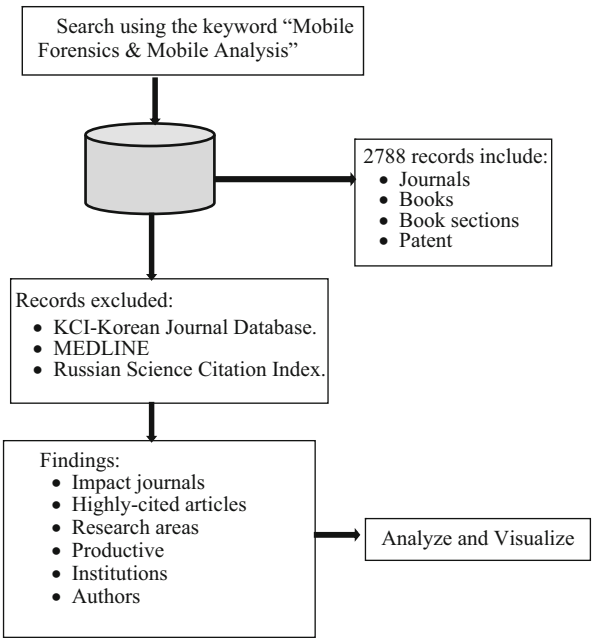 Search using the keyword “Mobile
Forensics & Mobile Analysis”
2788 records include:
• Journals
• Books
• Book sections
• Patent
Records excluded:
• KCI-Korean Journal Database.
• MEDLINE
• Russian Science Citation Index.
Findings:
• Impact journals
• Highly-cited articles
• Research areas
• Productive
• Institutions
• Authors
Analyze and Visualize